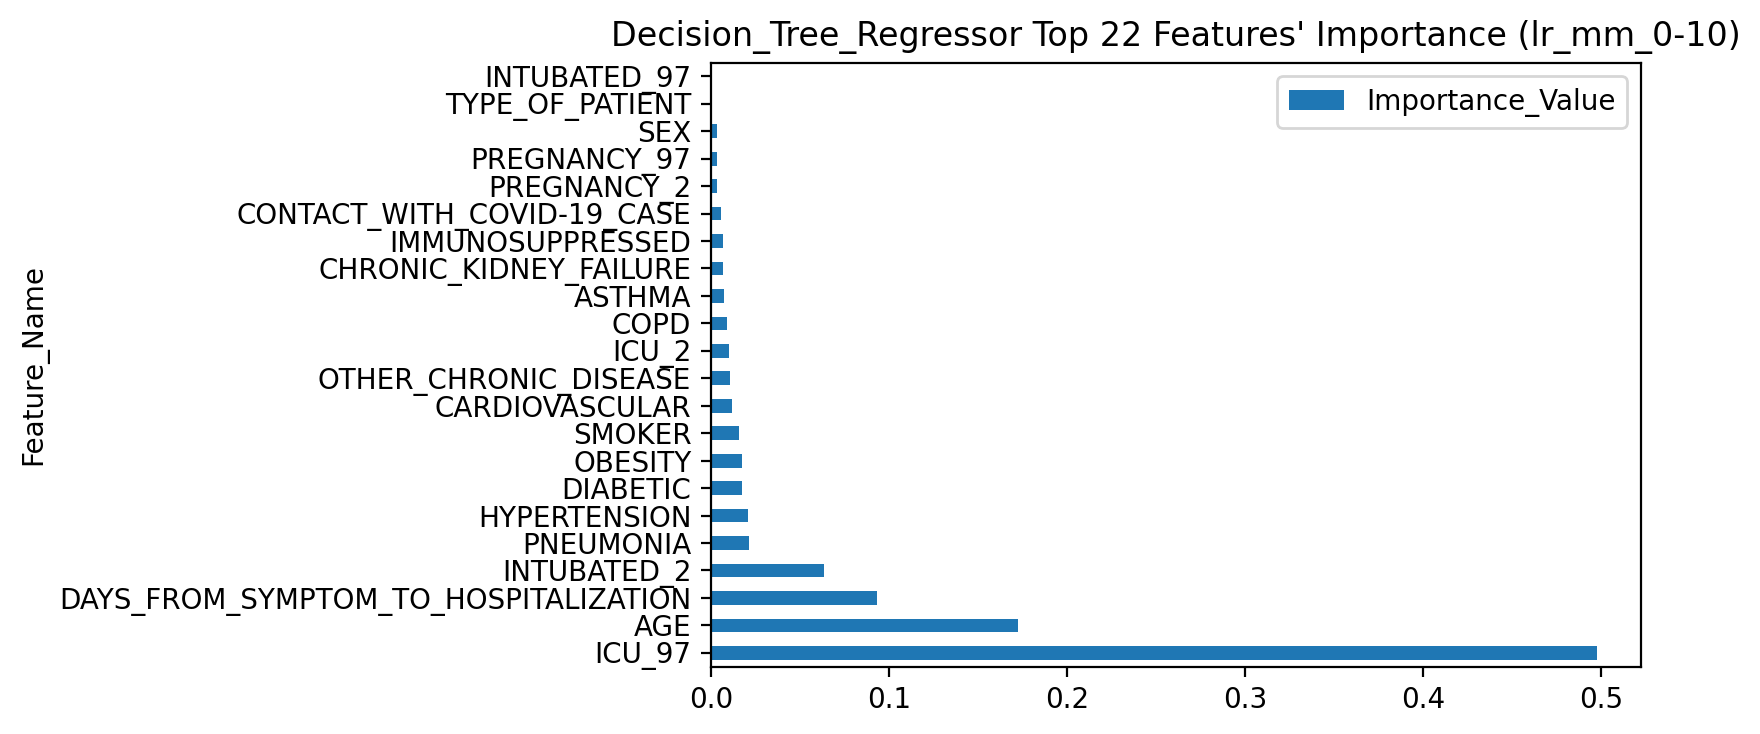 Decision_Tree_Regressor Top 22 Features' Importance (lr_mm_0-10)
Importance_Value
Feature_Name
INTUBATED_97
TYPE_OF_PATIENT
SEX
PREGNANCY_97
PREGNANCY_2
CONTACT_WITH_COVID-19_CASE
IMMUNOSUPPRESSED
CHRONIC_KIDNEY_FAILURE
ASTHMA
COPD
ICU_2
OTHER_CHRONIC_DISEASE
CARDIOVASCULAR
SMOKER
OBESITY
DIABETIC
HYPERTENSION
PNEUMONIA
INTUBATED_2
DAYS_FROM_SYMPTOM_TO_HOSPITALIZATION
AGE
ICU_97
0.0 0.1 0.2 0.3 0.4 0.5